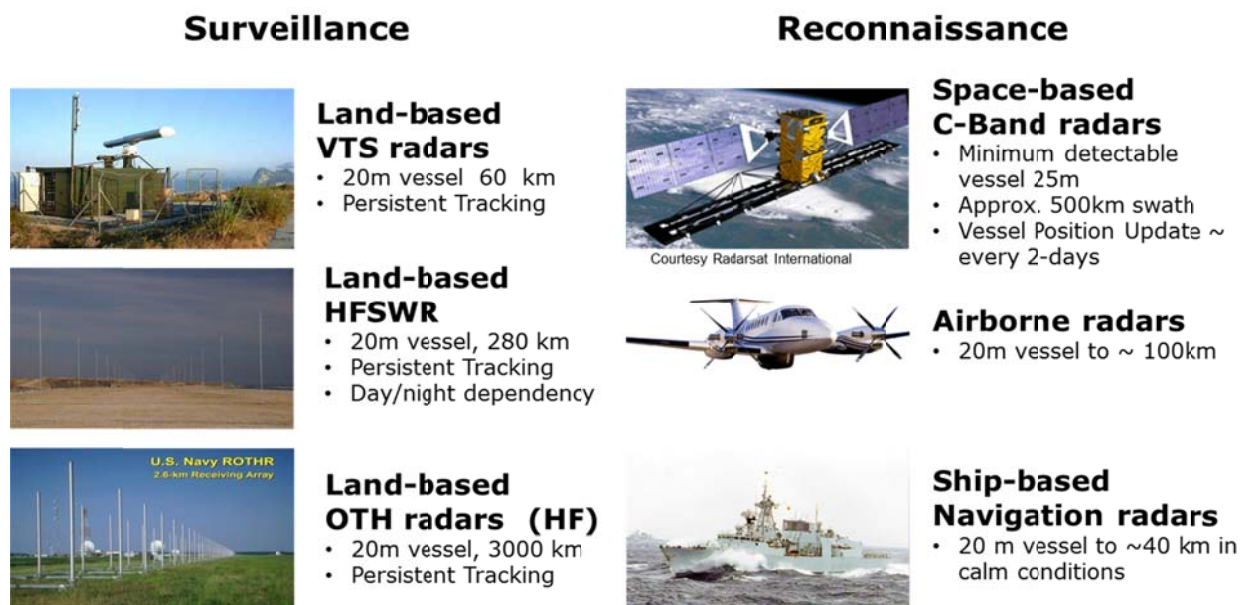 Surveillance
Land-based
VTS radars
• 20m vessel 60 km
• Persistent Tracking
Land-based
HFSWR
• 20m vessel, 280 km
• Persistent Tracking
• Day/night dependency
U.S. Navy ROTHR
2.6-km Receiving Array
Land-based
OTH radars (HF)
• 20m vessel, 3000 km
• Persistent Tracking
Reconnaissance
Space-based
C-Band radars
• Minimum detectable
vessel 25m
• Approx. 500km swath
• Vessel Position Update ~
every 2-days
Courtesy Radarsat International
Airborne radars
• 20m vessel to ~ 100km
Ship-based
Navigation radars
• 20 m vessel to ~40 km in
calm conditions